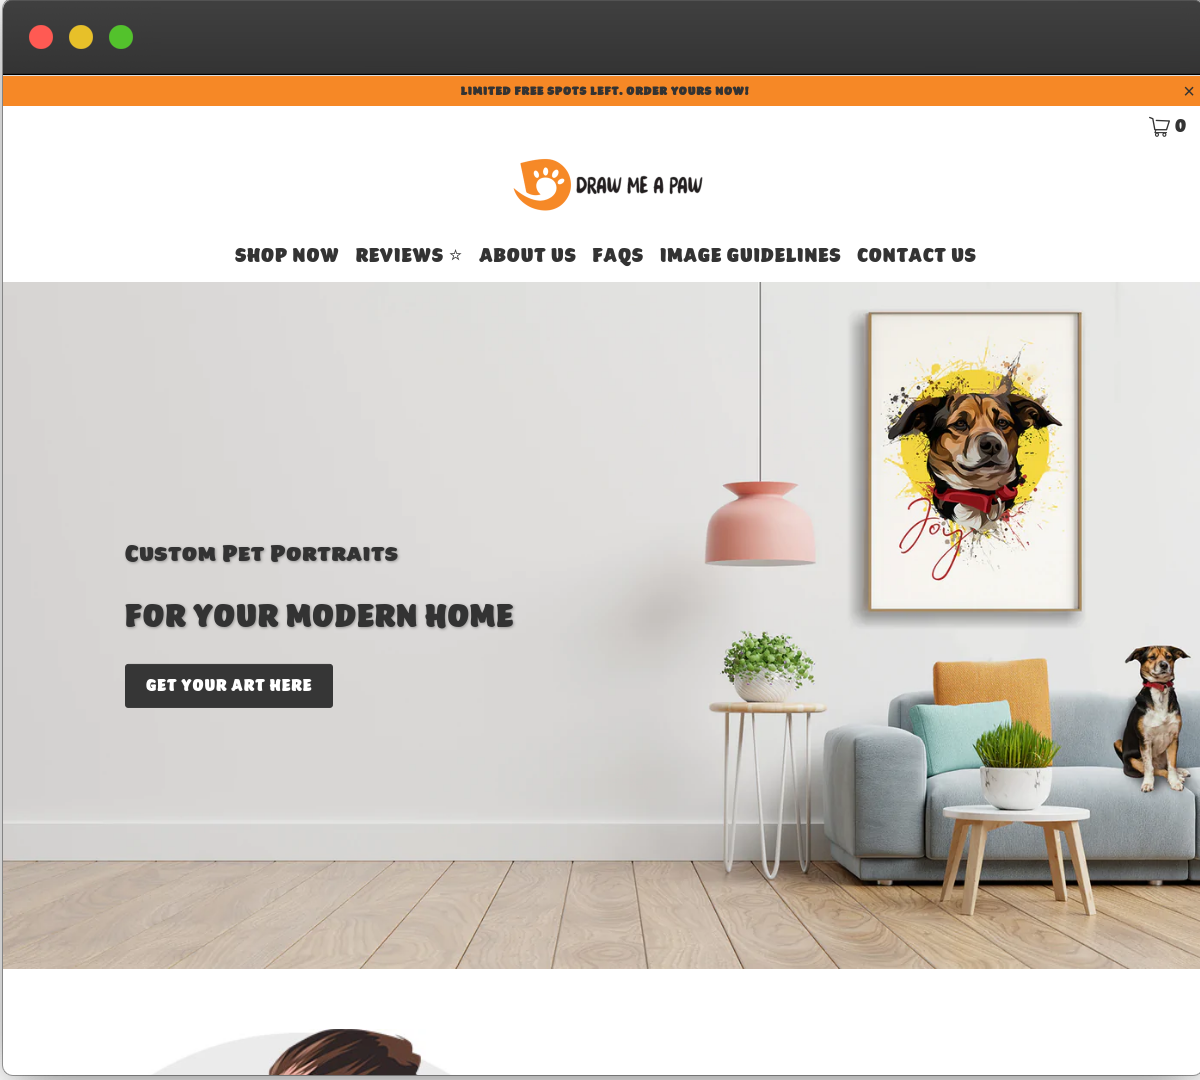 LIMITED FREE SPOTS LEFT. ORDER YOURS NOW!
0
DRAW ME A PAW
SHOP NOW REVIEWS ☆ ABOUT US FAQS IMAGE GUIDELINES CONTACT US
Joy
Custom Pet Portraits
FOR YOUR MODERN HOME
GET YOUR ART HERE